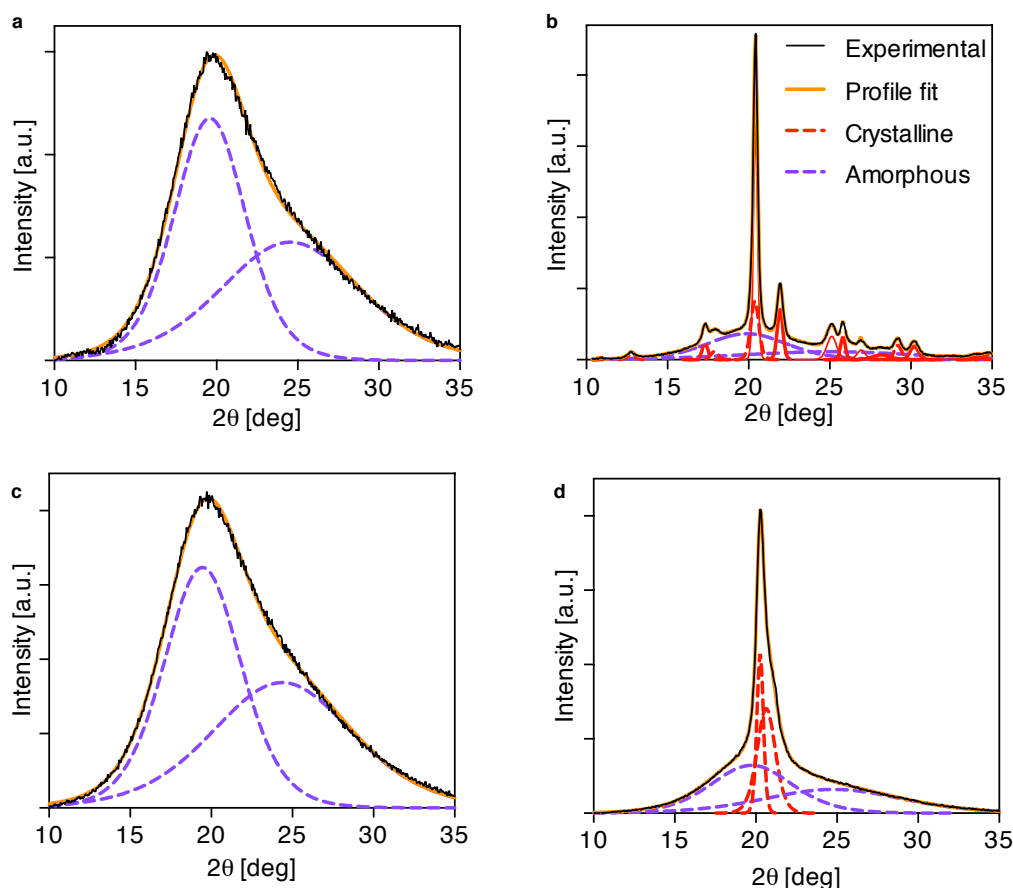 a
Intensity [a.u.]
10 15 20 25 30 35
2θ [deg]
b
Experimental
Profile fit
Crystalline
Amorphous
Intensity [a.u.]
10 15 20 25 30 35
2θ [deg]
c
Intensity [a.u.]
10 15 20 25 30 35
2θ [deg]
d
Intensity [a.u.]
10 15 20 25 30 35
2θ [deg]